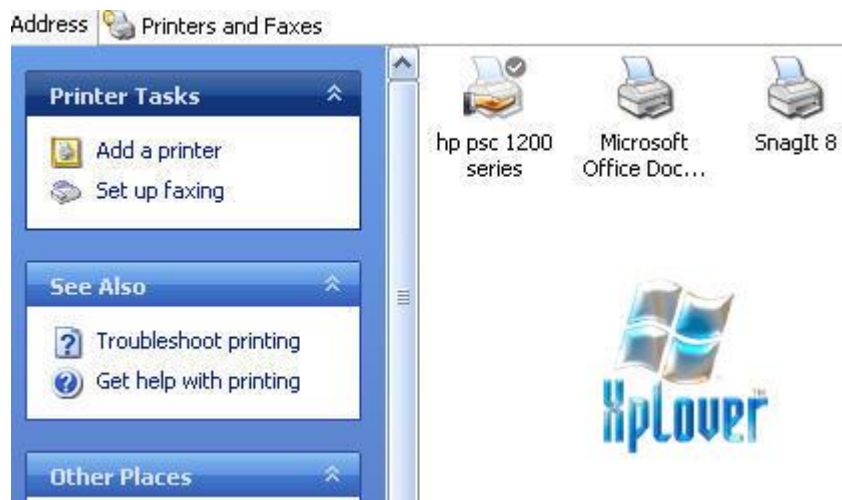 Address Printers and Faxes
Printer Tasks
Add a printer
Set up faxing
See Also
Troubleshoot printing
Get help with printing
Other Places
hp psc 1200
series
Microsoft
Office Doc...
SnagIt 8
XpLover™